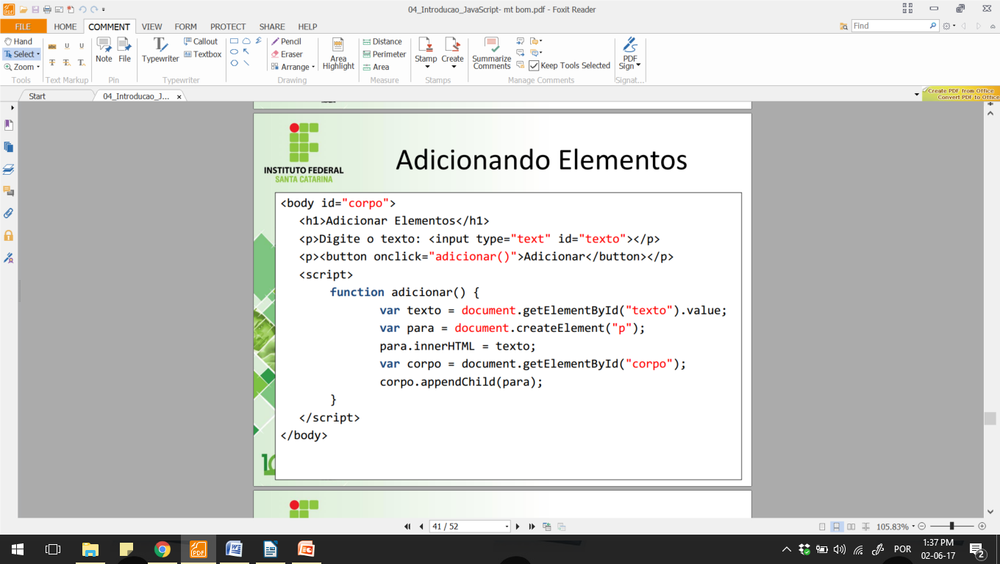 04_Introducao_JavaScript- mt bom.pdf - Foxit Reader
FILE HOME COMMENT VIEW FORM PROTECT SHARE HELP
Find
Hand
Select
Zoom
Tools
Text Markup
Note File
Pin
Typewriter
Callout
Textbox
Typewriter
Pencil
Eraser
Arrange
Drawing
Area
Highlight
Distance
Perimeter
Area
Measure
Stamp Create
Stamps
Summarize
Comments
Keep Tools Selected
Manage Comments
PDF
Sign
Signat...
Start
04_Introducao_J...
Create PDF from Office
Convert PDF to Office
INSTITUTO FEDERAL
SANTA CATARINA
Adicionando Elementos
<body id="corpo">
<h1>Adicionar Elementos</h1>
<p>Digite o texto: <input type="text" id="texto"></p>
<p><button onclick="adicionar()">Adicionar</button></p>
<script>
function adicionar() {
var texto = document.getElementById("texto").value;
var para = document.createElement("p");
para.innerHTML = texto;
var corpo = document.getElementById("corpo");
corpo.appendChild(para);
}
</script>
</body>
41 / 52
105.83%
POR
1:37 PM
02-06-17
2